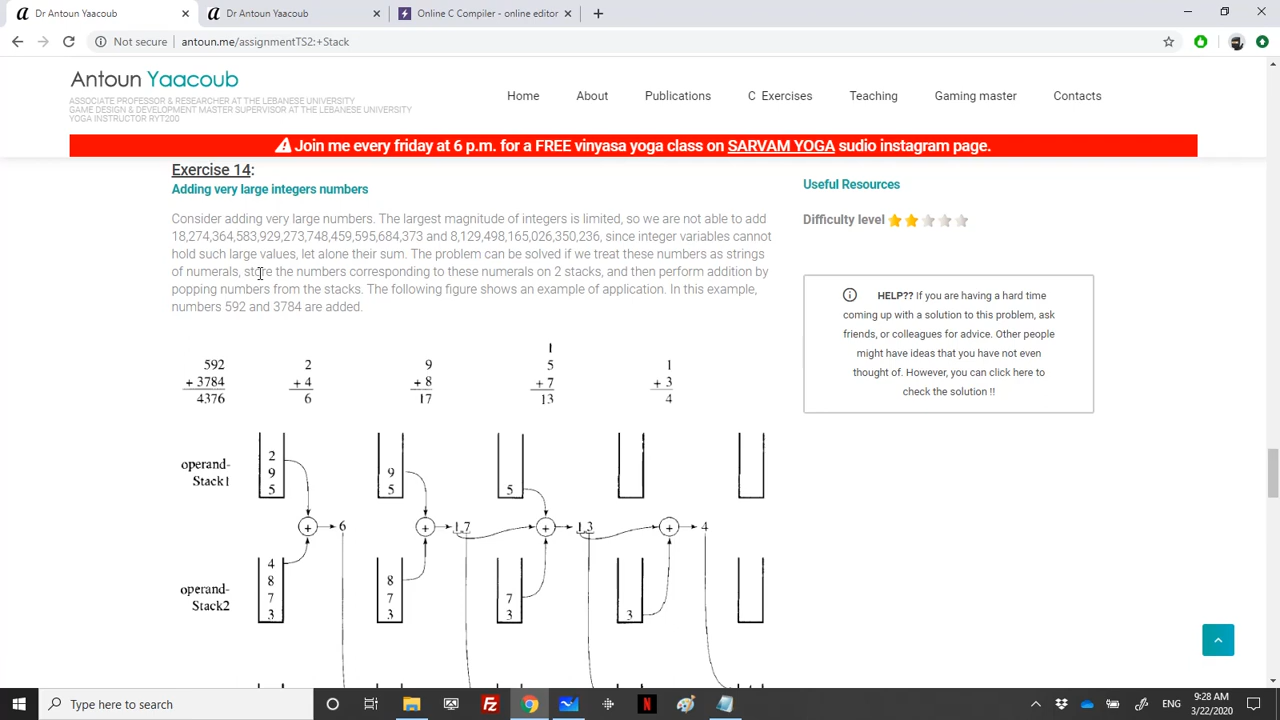 Dr Antoun Yaacoub
Dr Antoun Yaacoub
Online C Compiler - online editor
Not secure | antoun.me/assignmentTS2:+Stack
Antoun Yaacoub
ASSOCIATE PROFESSOR & RESEARCHER AT THE LEBANESE UNIVERSITY
GAME DESIGN & DEVELOPMENT MASTER SUPERVISOR AT THE LEBANESE UNIVERSITY
YOGA INSTRUCTOR RYT200
Home About Publications C Exercises Teaching Gaming master Contacts
Join me every friday at 6 p.m. for a FREE vinyasa yoga class on SARVAM YOGA sudio instagram page.
Exercise 14:
Adding very large integers numbers
Consider adding very large numbers. The largest magnitude of integers is limited, so we are not able to add
18,274,364,583,929,273,748,459,595,684,373 and 8,129,498,165,026,350,236, since integer variables cannot
hold such large values, let alone their sum. The problem can be solved if we treat these numbers as strings
of numerals, store the numbers corresponding to these numerals on 2 stacks, and then perform addition by
popping numbers from the stacks. The following figure shows an example of application. In this example,
numbers 592 and 3784 are added.
Useful Resources
Difficulty level
HELP?? If you are having a hard time
coming up with a solution to this problem, ask
friends, or colleagues for advice. Other people
might have ideas that you have not even
thought of. However, you can click here to
check the solution !!
1
592 2 9 5 1
+ 3784 + 4 + 8 + 7 + 3
4376 6 17 13 4
operand-
Stack1
2
9 9
5 5 5
+ 6 + 1,7 + 1,3 + 4
operand-
Stack2
4
8 8
7 7 7
3 3 3 3
Type here to search
ENG
9:28 AM
3/22/2020